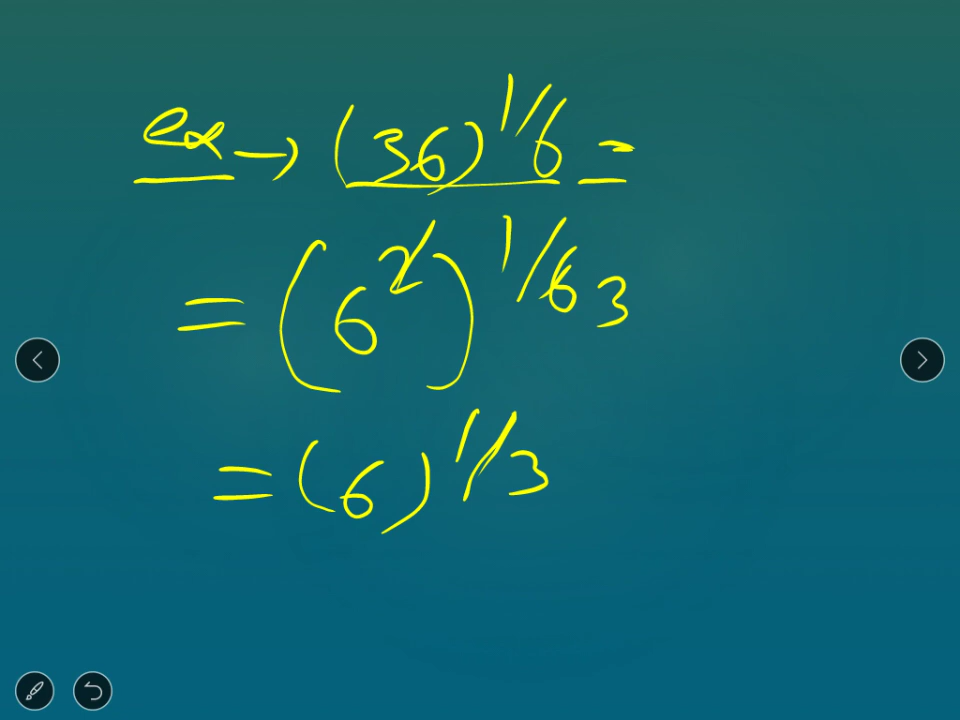 ex → (36)^1/6 =
= (6^2)^1/6 3
= (6)^1/3